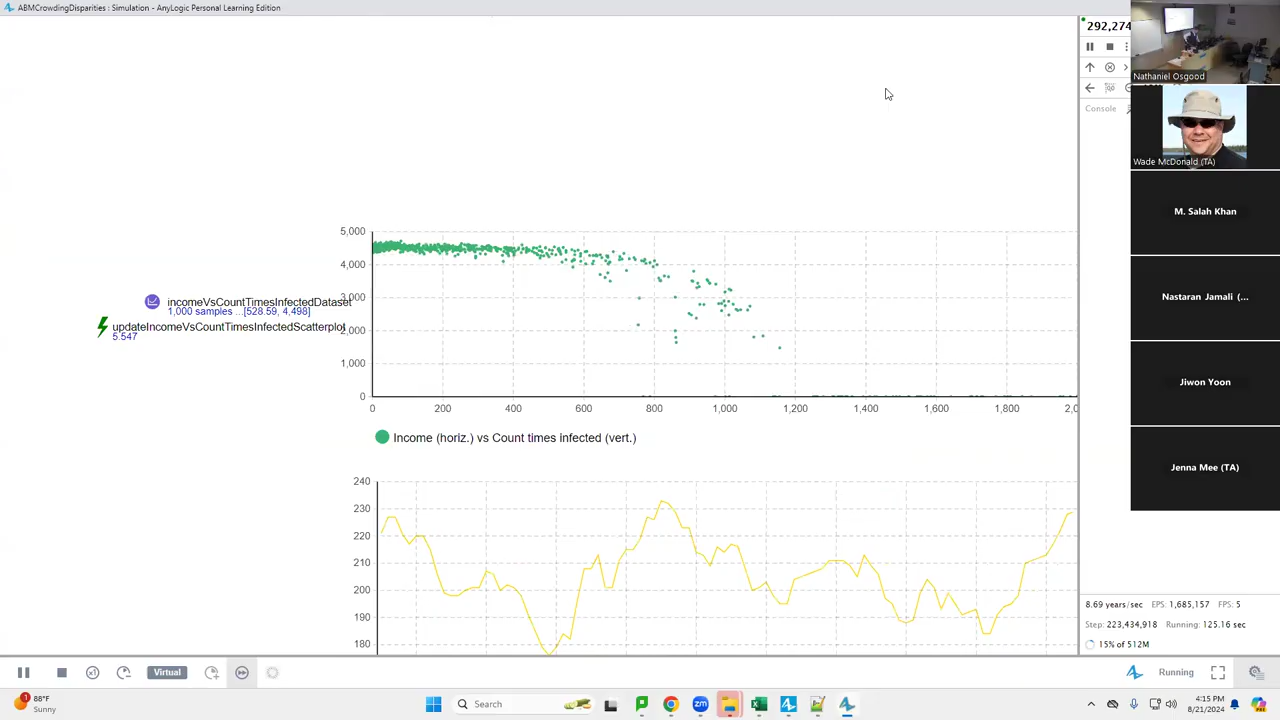 ABMCrowdingDisparities : Simulation - AnyLogic Personal Learning Edition
292,274
Nathaniel Osgood
Console
Wade McDonald (TA)
M. Salah Khan
Nastaran Jamali (...
Jiwon Yoon
Jenna Mee (TA)
5,000
4,000
3,000
2,000
1,000
0
incomeVsCountTimesInfectedDataset
1,000 samples ...[528.59, 4.498]
updateIncomeVsCountTimesInfectedScatterplot
5.547
0 200 400 600 800 1,000 1,200 1,400 1,600 1,800 2,0
Income (horiz.) vs Count times infected (vert.)
240
230
220
210
200
190
180
8.69 years/sec EPS: 1,685,157 FPS: 5
Step: 223,434,918 Running: 125.16 sec
15% of 512M
x1 Virtual Running
1 88°F
Sunny
Search
4:15 PM
8/21/2024